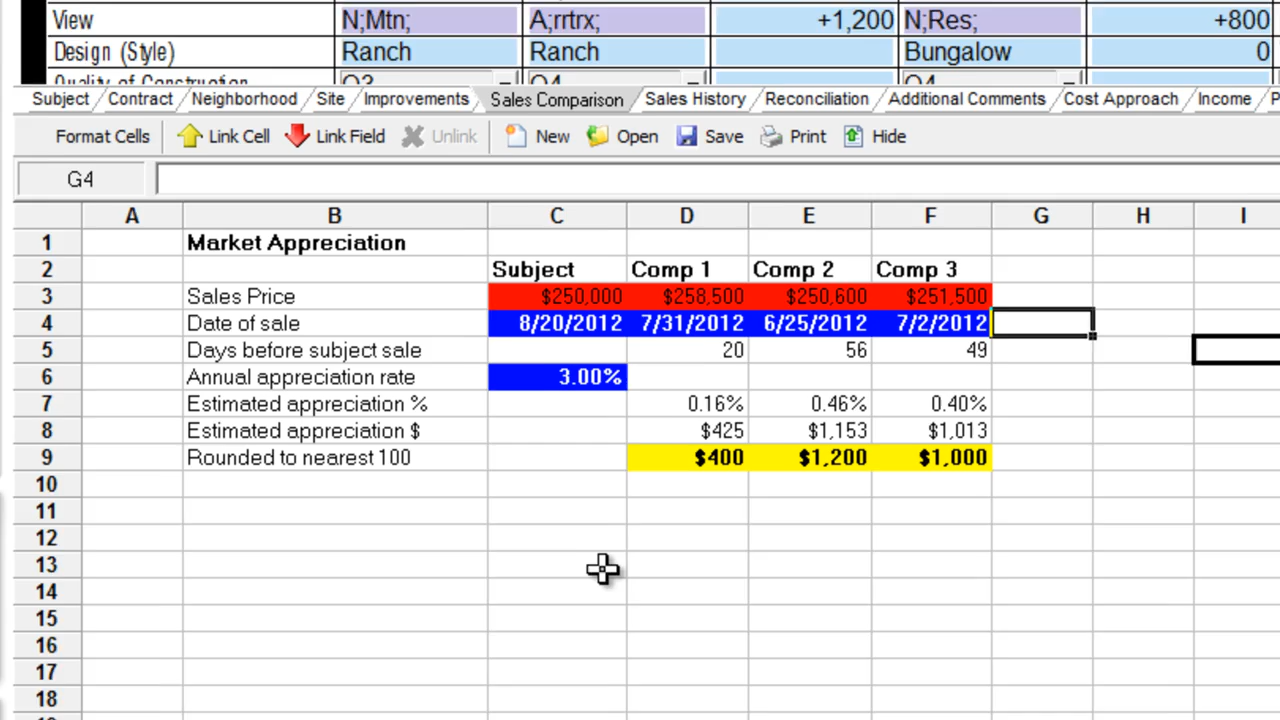 View N;Mtn; A;rrtrx; +1,200 N;Res; +800
Design (Style) Ranch Ranch Bungalow 0
Quality of Construction Q3 Q4 Q4
Subject Contract Neighborhood Site Improvements Sales Comparison Sales History Reconciliation Additional Comments Cost Approach Income P
Format Cells Link Cell Link Field Unlink New Open Save Print Hide
G4
A B C D E F G H I
1 Market Appreciation
2 Subject Comp 1 Comp 2 Comp 3
3 Sales Price $250,000 $258,500 $250,600 $251,500
4 Date of sale 8/20/2012 7/31/2012 6/25/2012 7/2/2012
5 Days before subject sale 20 56 49
6 Annual appreciation rate 3.00%
7 Estimated appreciation % 0.16% 0.46% 0.40%
8 Estimated appreciation $ $425 $1,153 $1,013
9 Rounded to nearest 100 $400 $1,200 $1,000
10
11
12
13
14
15
16
17
18